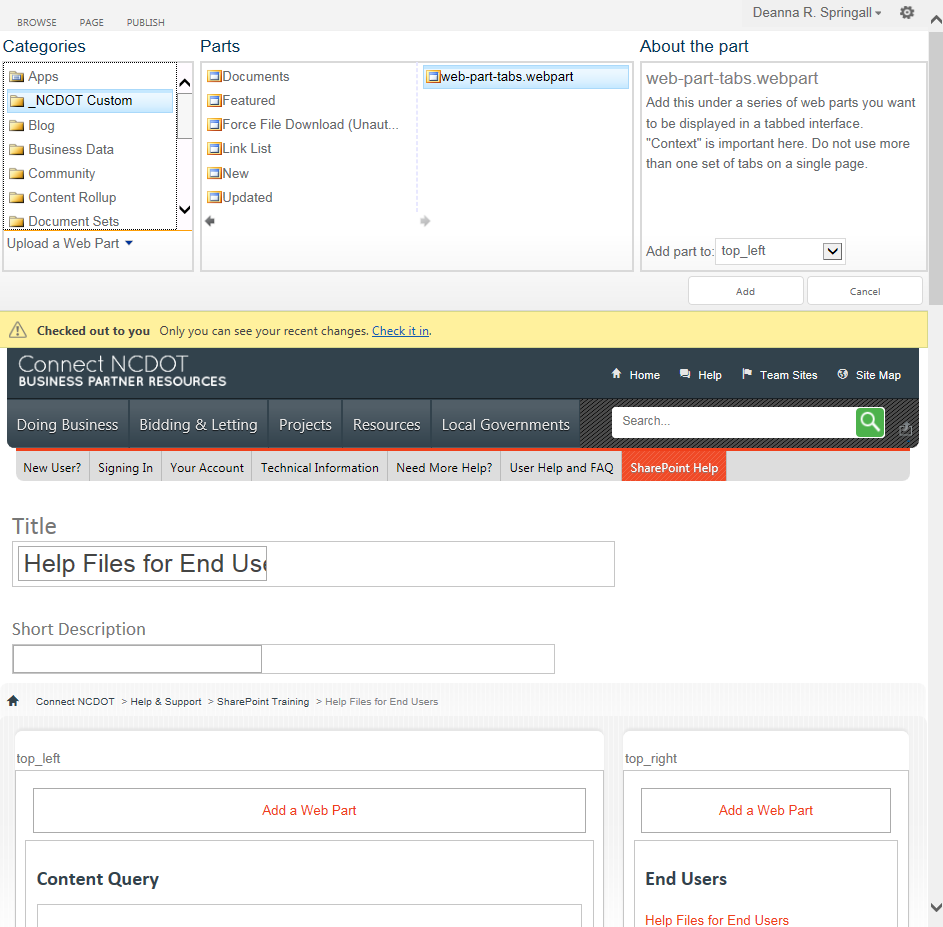 BROWSE PAGE PUBLISH
Deanna R. Springall
Categories
Apps
_NCDOT Custom
Blog
Business Data
Community
Content Rollup
Document Sets
Upload a Web Part
Parts
Documents
Featured
Force File Download (Unaut...
Link List
New
Updated
web-part-tabs.webpart
About the part
web-part-tabs.webpart
Add this under a series of web parts you want
to be displayed in a tabbed interface.
"Context" is important here. Do not use more
than one set of tabs on a single page.
Add part to: top_left
Add Cancel
Checked out to you Only you can see your recent changes. Check it in.
Connect NCDOT
BUSINESS PARTNER RESOURCES
Home Help Team Sites Site Map
Doing Business Bidding & Letting Projects Resources Local Governments Search...
New User? Signing In Your Account Technical Information Need More Help? User Help and FAQ SharePoint Help
Title
Help Files for End Use
Short Description
Connect NCDOT > Help & Support > SharePoint Training > Help Files for End Users
top_left
Add a Web Part
Content Query
top_right
Add a Web Part
End Users
Help Files for End Users